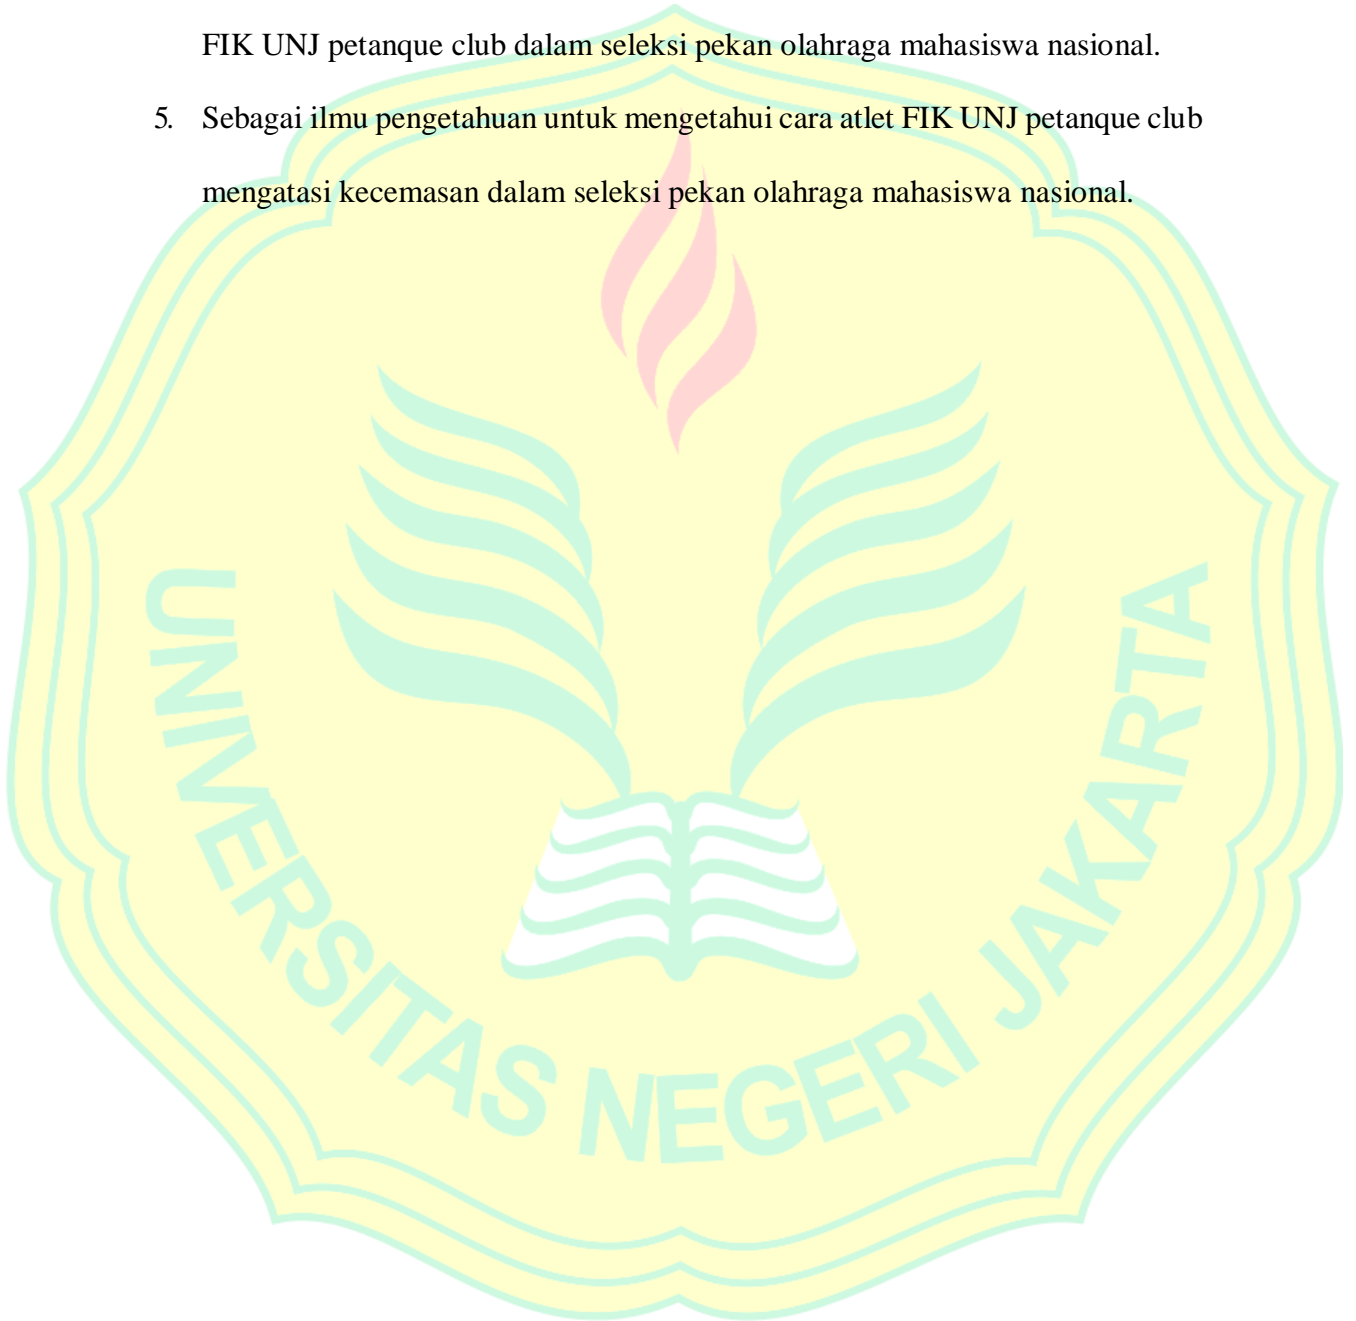 FIK UNJ petanque club dalam seleksi pekan olahraga mahasiswa nasional.
5. Sebagai ilmu pengetahuan untuk mengetahui cara atlet FIK UNJ petanque club
mengatasi kecemasan dalam seleksi pekan olahraga mahasiswa nasional.
UNIVERSITAS NEGERI JAKARTA